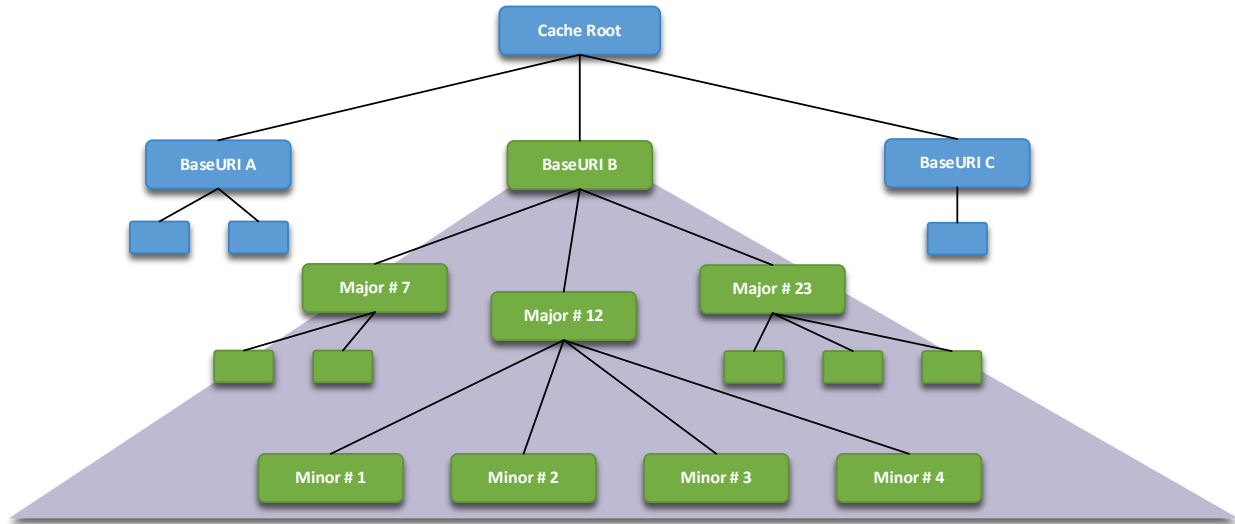 Cache Root
BaseURI A
BaseURI B
BaseURI C
Major # 7
Major # 12
Major # 23
Minor # 1
Minor # 2
Minor # 3
Minor # 4